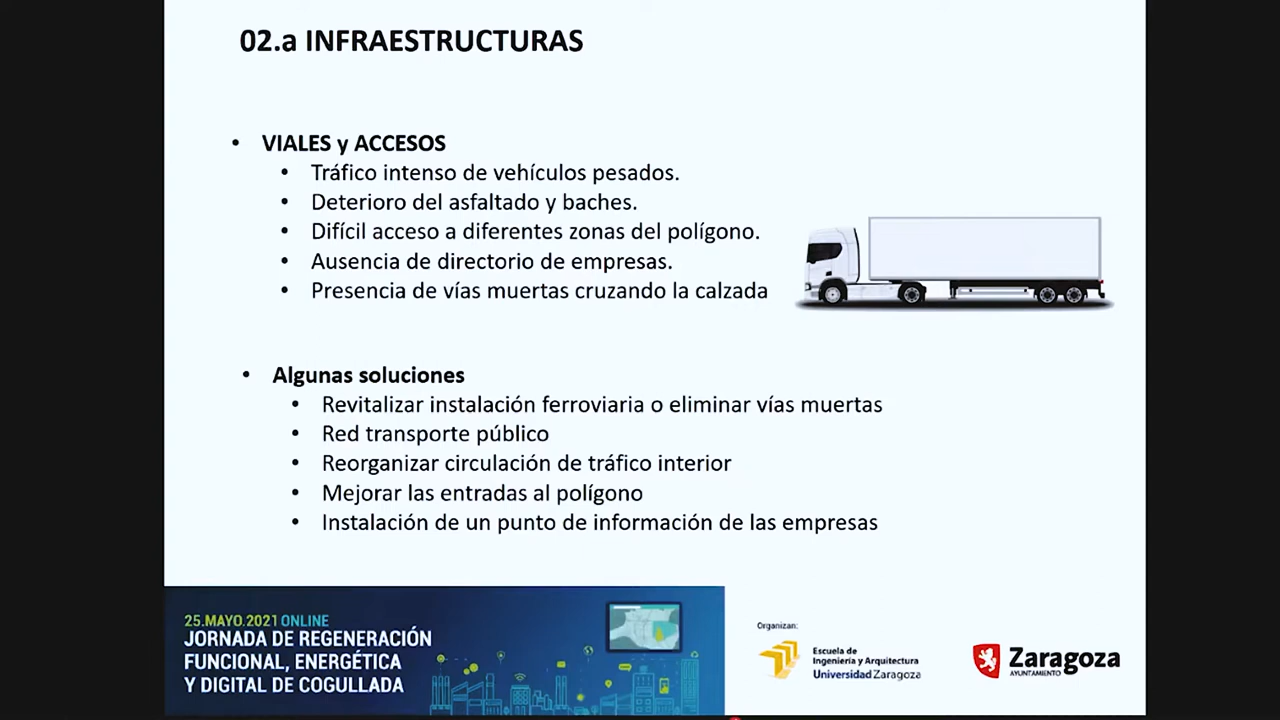 02.a INFRAESTRUCTURAS
• VIALES y ACCESOS
• Tráfico intenso de vehículos pesados.
• Deterioro del asfaltado y baches.
• Difícil acceso a diferentes zonas del polígono.
• Ausencia de directorio de empresas.
• Presencia de vías muertas cruzando la calzada
• Algunas soluciones
• Revitalizar instalación ferroviaria o eliminar vías muertas
• Red transporte público
• Reorganizar circulación de tráfico interior
• Mejorar las entradas al polígono
• Instalación de un punto de información de las empresas
25.MAYO.2021 ONLINE
JORNADA DE REGENERACIÓN
FUNCIONAL, ENERGÉTICA
Y DIGITAL DE COGULLADA
Organizan:
Escuela de
Ingeniería y Arquitectura
Universidad Zaragoza
Zaragoza
AYUNTAMIENTO